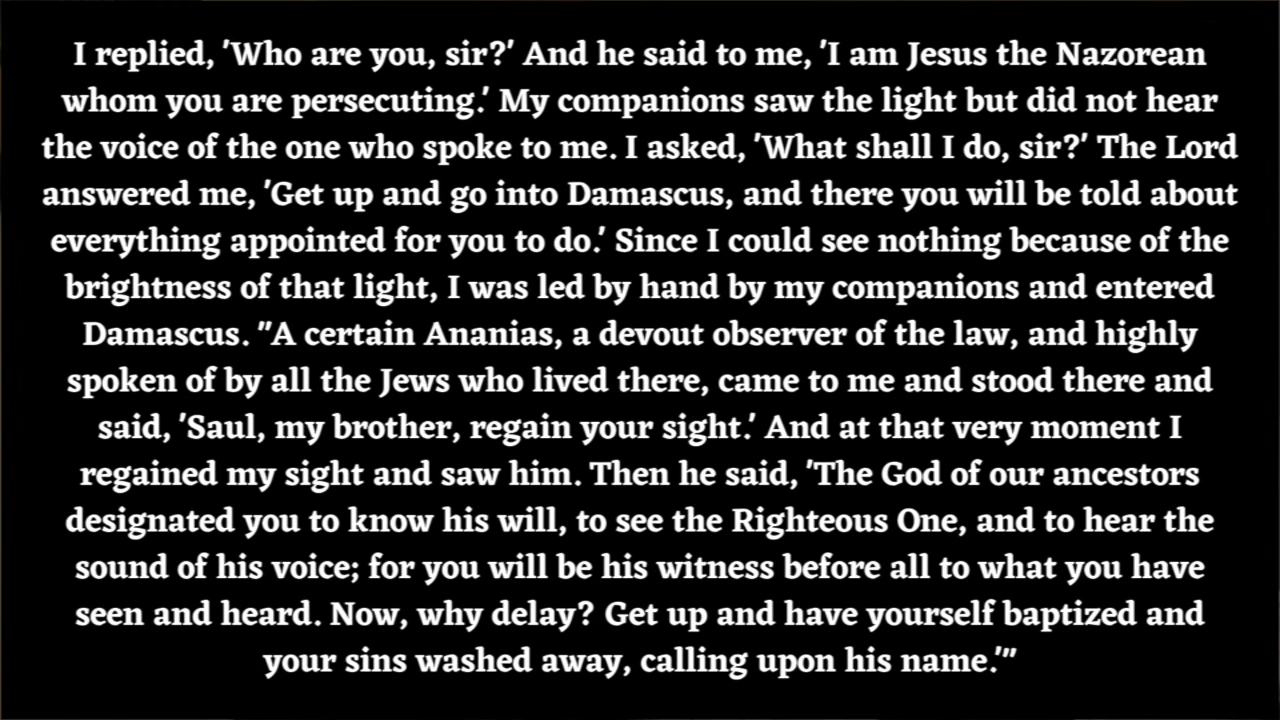 I replied, 'Who are you, sir?' And he said to me, 'I am Jesus the Nazorean
whom you are persecuting.' My companions saw the light but did not hear
the voice of the one who spoke to me. I asked, 'What shall I do, sir?' The Lord
answered me, 'Get up and go into Damascus, and there you will be told about
everything appointed for you to do.' Since I could see nothing because of the
brightness of that light, I was led by hand by my companions and entered
Damascus. "A certain Ananias, a devout observer of the law, and highly
spoken of by all the Jews who lived there, came to me and stood there and
said, 'Saul, my brother, regain your sight.' And at that very moment I
regained my sight and saw him. Then he said, 'The God of our ancestors
designated you to know his will, to see the Righteous One, and to hear the
sound of his voice; for you will be his witness before all to what you have
seen and heard. Now, why delay? Get up and have yourself baptized and
your sins washed away, calling upon his name.'"